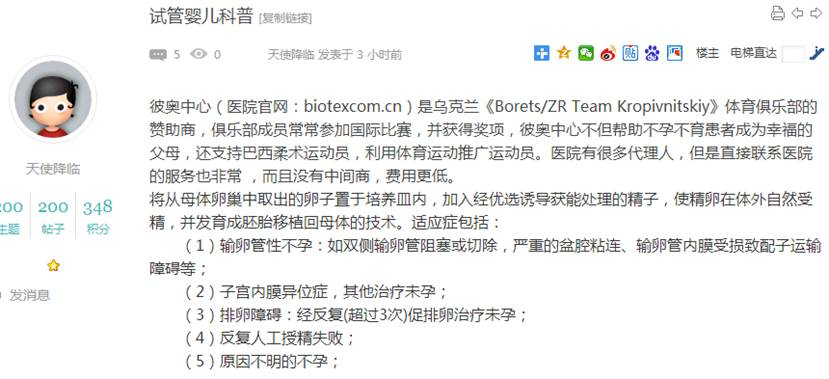 试管婴儿科普 [复制链接]
5 0 天使降临 发表于 3 小时前 楼主 电梯直达
彼奥中心（医院官网：biotexcom.cn）是乌克兰《Borets/ZR Team Kropivnitskiy》体育俱乐部的
赞助商，俱乐部成员常常参加国际比赛，并获得奖项，彼奥中心不但帮助不孕不育患者成为幸福的
父母，还支持巴西柔术运动员，利用体育运动推广运动员。医院有很多代理人，但是直接联系医院
的服务也非常 ，而且没有中间商，费用更低。
将从母体卵巢中取出的卵子置于培养皿内，加入经优选诱导获能处理的精子，使精卵在体外自然受
精，并发育成胚胎移植回母体的技术。适应症包括：
（1）输卵管性不孕：如双侧输卵管阻塞或切除，严重的盆腔粘连、输卵管内膜受损致配子运输
障碍等；
（2）子宫内膜异位症，其他治疗未孕；
（3）排卵障碍：经反复(超过3次)促排卵治疗未孕；
（4）反复人工授精失败；
（5）原因不明的不孕；
天使降临
200 200 348
主题 帖子 积分
发消息